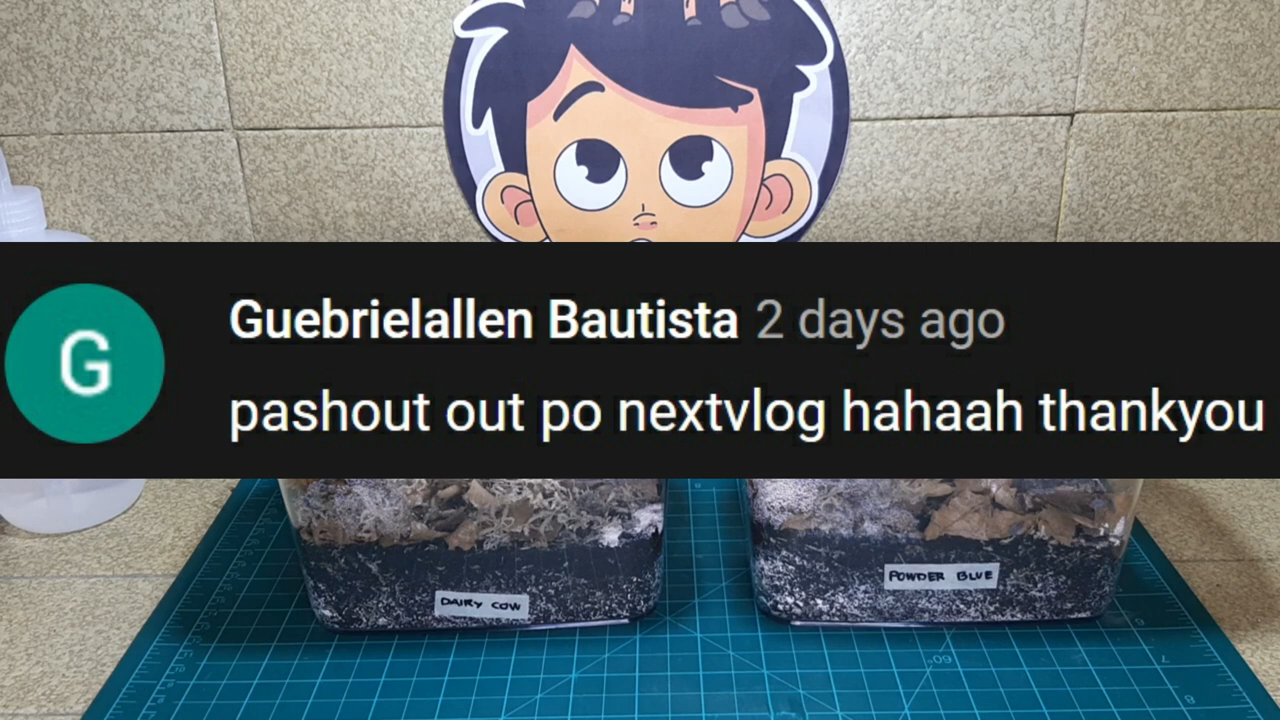 G
Guebrielallen Bautista 2 days ago
pashout out po nextvlog hahaah thankyou
DAIRY COW
POWDER BLUE